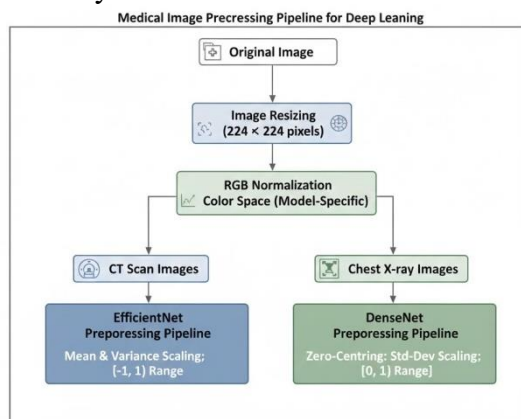 Medical Image Precressing Pipeline for Deep Leaning
Original Image
Image Resizing
(224 × 224 pixels)
RGB Normalization
Color Space (Model-Specific)
CT Scan Images
Chest X-ray Images
EfficientNet
Preporessing Pipeline
Mean & Variance Scaling;
[-1, 1) Range
DenseNet
Preporessing Pipeline
Zero-Centring: Std-Dev Scaling;
[0, 1) Range]